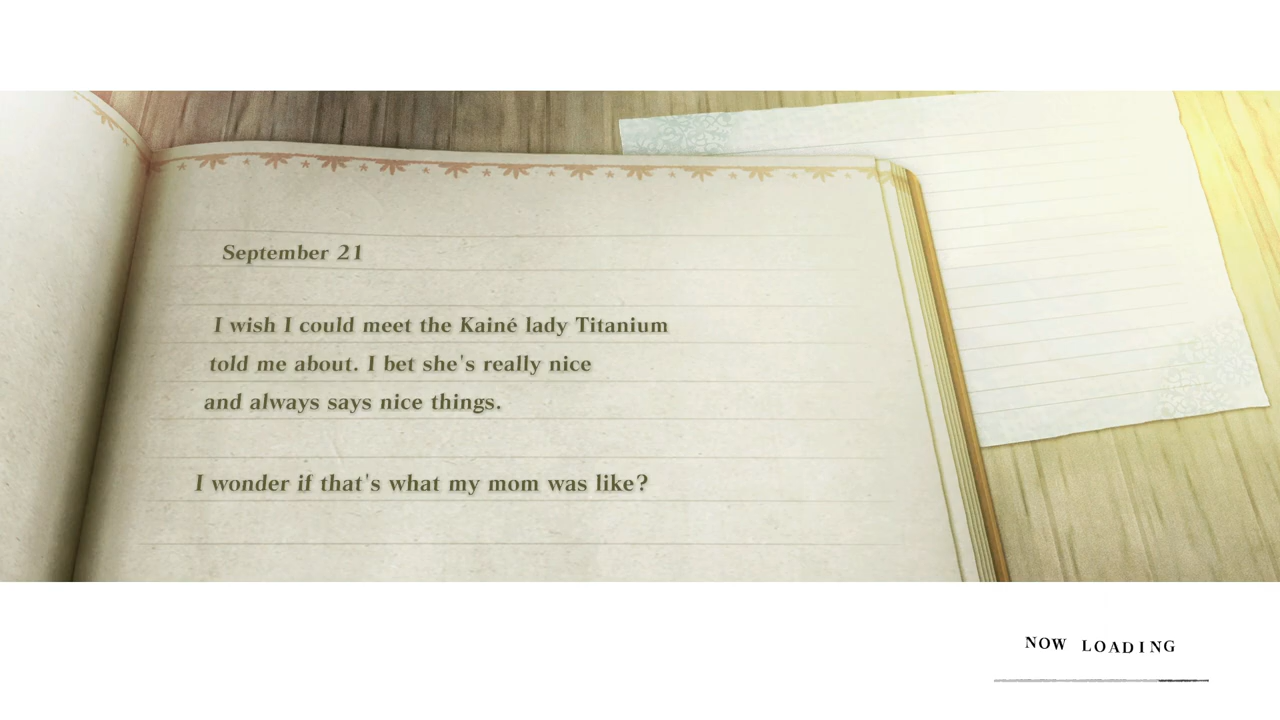 September 21
I wish I could meet the Kainé lady Titanium
told me about. I bet she's really nice
and always says nice things.
I wonder if that's what my mom was like?
NOW LOADING